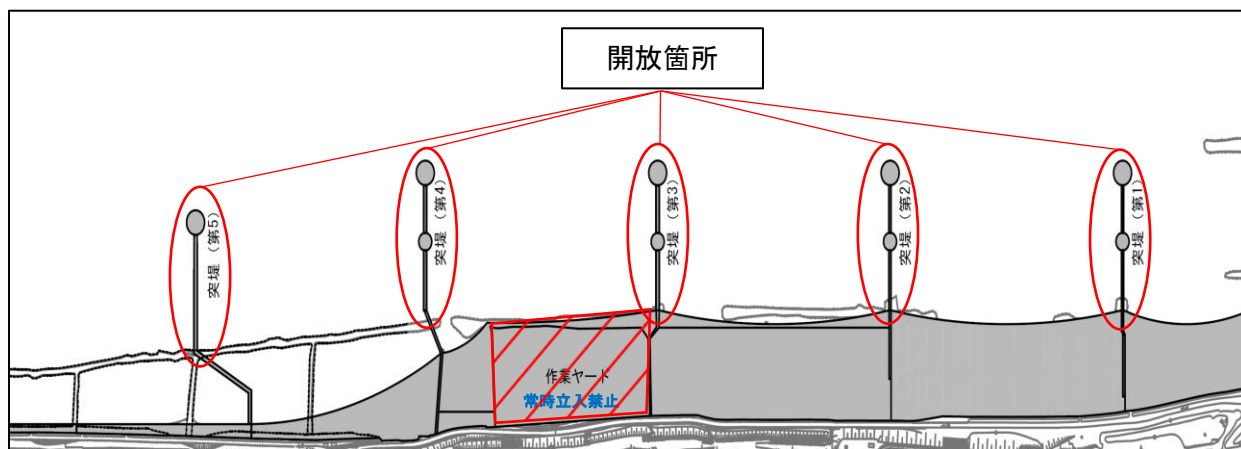 開放箇所
突堤（第5）
突堤（第4）
突堤（第3）
突堤（第2）
突堤（第1）
作業ヤード
常時立入禁止